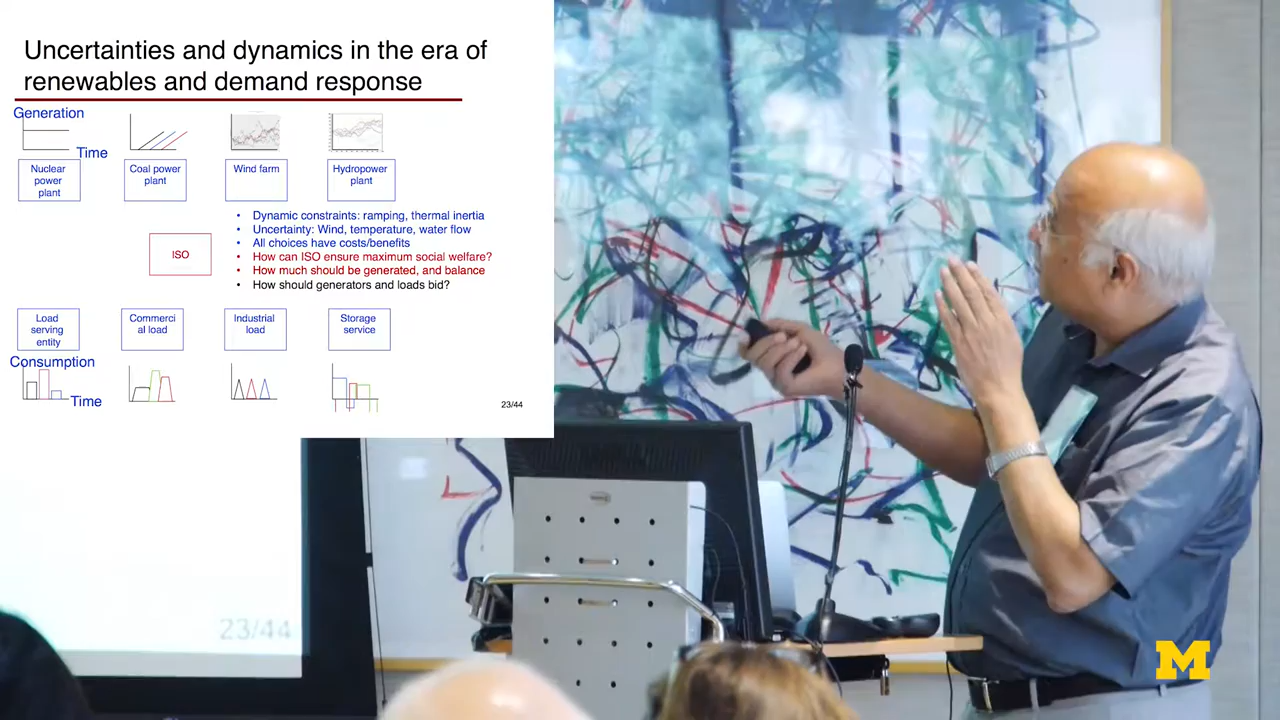 Uncertainties and dynamics in the era of
renewables and demand response
Generation
Time
Nuclear
power
plant
Coal power
plant
Wind farm
Hydropower
plant
• Dynamic constraints: ramping, thermal inertia
• Uncertainty: Wind, temperature, water flow
• All choices have costs/benefits
• How can ISO ensure maximum social welfare?
• How much should be generated, and balance
• How should generators and loads bid?
ISO
Load
serving
entity
Commerci
al load
Industrial
load
Storage
service
Consumption
Time
23/44
23/44
M